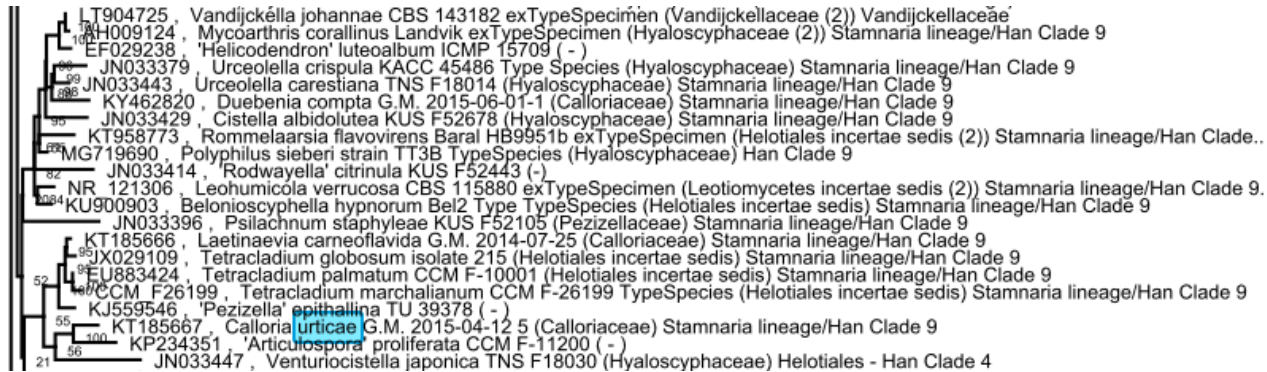 LT904725 , Vandijckella johannae CBS 143182 exTypeSpecimen (Vandijckellaceae (2)) Vandijckellaceae
AH009124 , Mycoarthris corallinus Landvik exTypeSpecimen (Hyaloscyphaceae (2)) Stamnaria lineage/Han Clade 9
EF029238 , 'Helicodendron' luteoalbum ICMP 15709 ( - )
JN033379 , Urceolella crispula KACC 45486 Type Species (Hyaloscyphaceae) Stamnaria lineage/Han Clade 9
99 JN033443 , Urceolella carestiana TNS F18014 (Hyaloscyphaceae) Stamnaria lineage/Han Clade 9
KY462820 , Duebenia compta G.M. 2015-06-01-1 (Calloriaceae) Stamnaria lineage/Han Clade 9
95 JN033429 , Cistella albidolutea KUS F52678 (Hyaloscyphaceae) Stamnaria lineage/Han Clade 9
KT958773 , Rommelaarsia flavovirens Baral HB9951b exTypeSpecimen (Helotiales incertae sedis (2)) Stamnaria lineage/Han Clade..
MG719690 , Polyphilus sieberi strain TT3B TypeSpecies (Hyaloscyphaceae) Han Clade 9
82 JN033414 , 'Rodwayella' citrinula KUS F52443 (-)
NR_121306 , Leohumicola verrucosa CBS 115880 exTypeSpecimen (Leotiomycetes incertae sedis (2)) Stamnaria lineage/Han Clade 9.
KU900903 , Belonioscyphella hypnorum Bel2 Type TypeSpecies (Helotiales incertae sedis) Stamnaria lineage/Han Clade 9
JN033396 , Psilachnum staphyleae KUS F52105 (Pezizellaceae) Stamnaria lineage/Han Clade 9
KT185666 , Laetinaevia carneoflavida G.M. 2014-07-25 (Calloriaceae) Stamnaria lineage/Han Clade 9
95 JX029109 , Tetracladium globosum isolate 215 (Helotiales incertae sedis) Stamnaria lineage/Han Clade 9
EU883424 , Tetracladium palmatum CCM F-10001 (Helotiales incertae sedis) Stamnaria lineage/Han Clade 9
52 CCM_F26199 , Tetracladium marchalianum CCM F-26199 TypeSpecies (Helotiales incertae sedis) Stamnaria lineage/Han Clade 9
KJ559546 , 'Pezizella' epithallina TU 39378 ( - )
55 KT185667 , Calloria urticae G.M. 2015-04-12 5 (Calloriaceae) Stamnaria lineage/Han Clade 9
100 KP234351 , 'Articulospora' proliferata CCM F-11200 ( - )
56
21 JN033447 , Venturiocistella japonica TNS F18030 (Hyaloscyphaceae) Helotiales - Han Clade 4